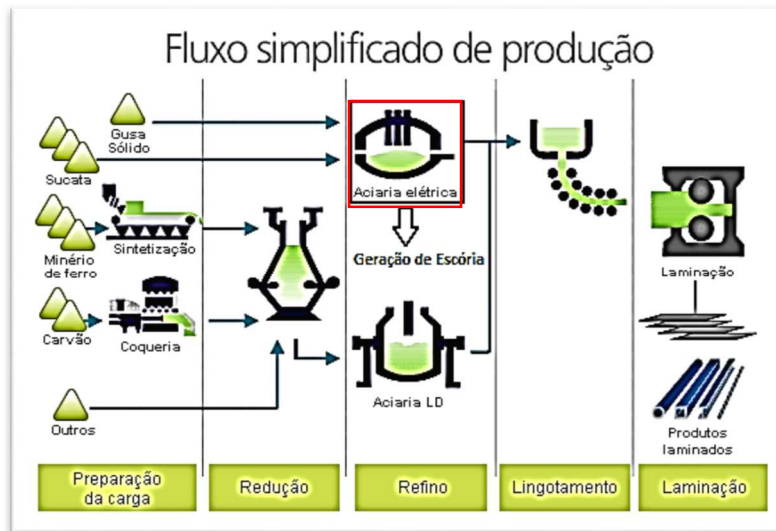 Fluxo simplificado de produção
Gusa
Sólido
Sucata
Minério
de ferro
Sintetização
Carvão
Coqueria
Outros
Aciaria elétrica
Geração de Escória
Aciaria LD
Laminação
Produtos
laminados
Preparação
da carga
Redução
Refino
Lingotamento
Laminação